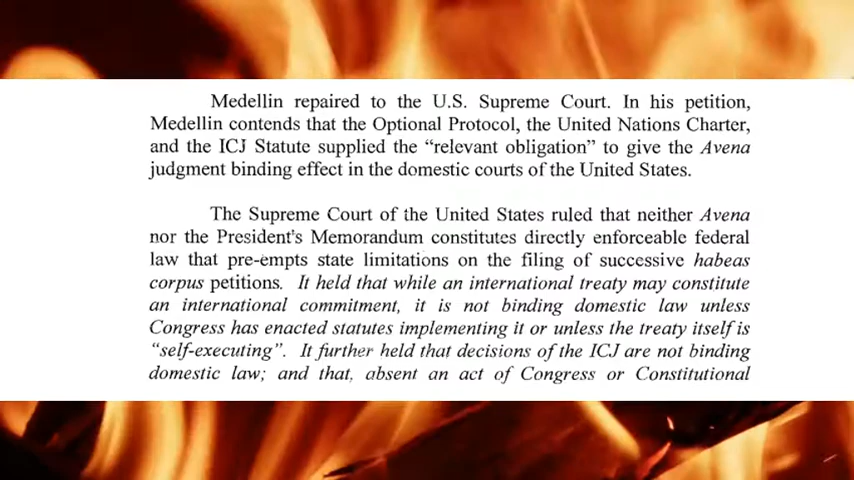 Medellin repaired to the U.S. Supreme Court. In his petition,
Medellin contends that the Optional Protocol, the United Nations Charter,
and the ICJ Statute supplied the “relevant obligation” to give the Avena
judgment binding effect in the domestic courts of the United States.
The Supreme Court of the United States ruled that neither Avena
nor the President's Memorandum constitutes directly enforceable federal
law that pre-empts state limitations on the filing of successive habeas
corpus petitions. It held that while an international treaty may constitute
an international commitment, it is not binding domestic law unless
Congress has enacted statutes implementing it or unless the treaty itself is
“self-executing”. It further held that decisions of the ICJ are not binding
domestic law; and that, absent an act of Congress or Constitutional